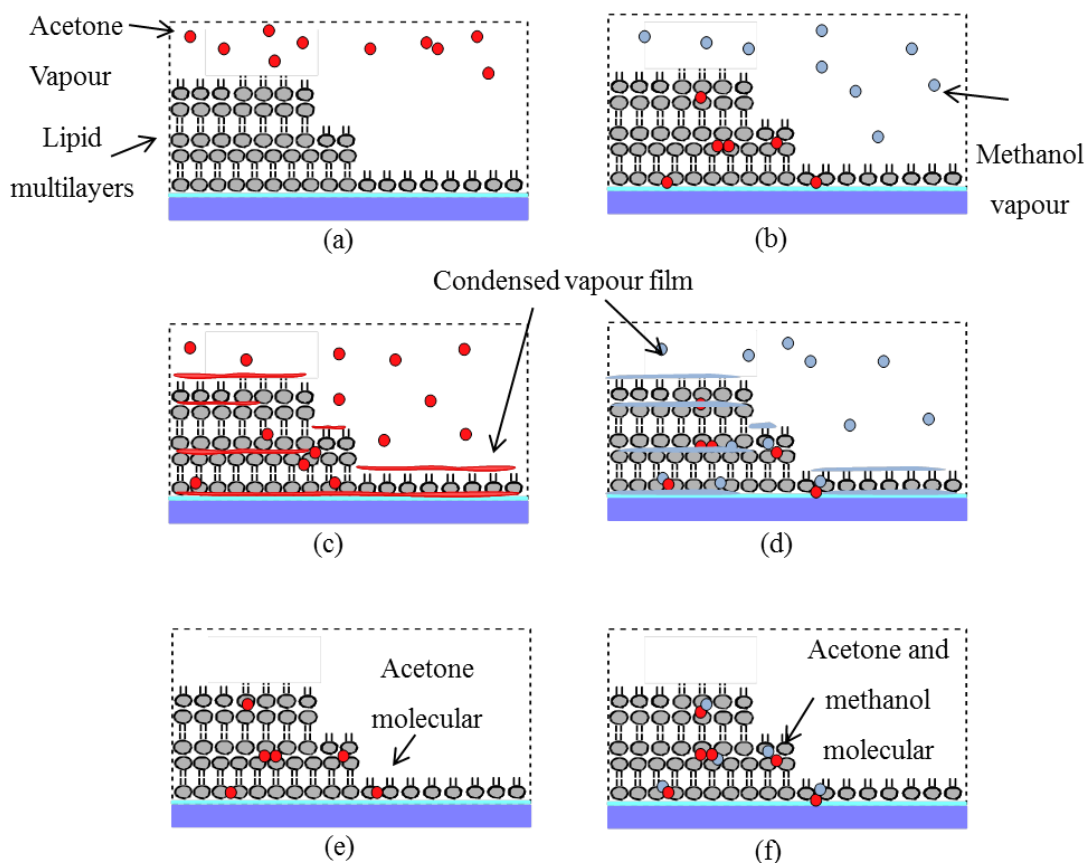 Acetone
Vapour
Lipid
multilayers
(a)
(b)
Methanol
vapour
Condensed vapour film
(c)
(d)
Acetone
molecular
(e)
Acetone and
methanol
molecular
(f)